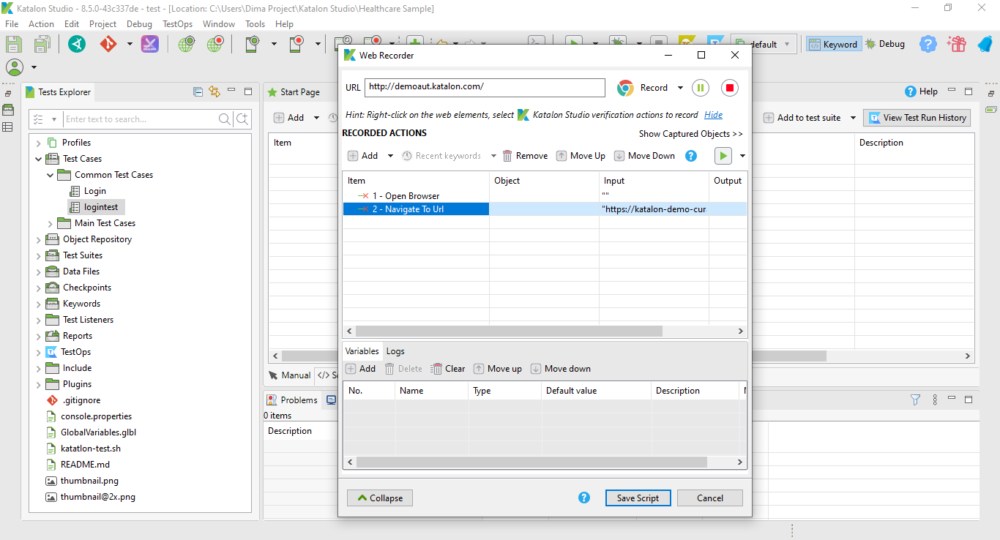 Katalon Studio - 8.5.0-43c337de - test - [Location: C:\Users\Dima Project\Katalon Studio\Healthcare Sample]
File Action Edit Project Debug TestOps Window Tools Help
default
Keyword
Debug
Tests Explorer
Enter text to search...
Profiles
Test Cases
Common Test Cases
Login
logintest
Main Test Cases
Object Repository
Test Suites
Data Files
Checkpoints
Keywords
Test Listeners
Reports
TestOps
Include
Plugins
.gitignore
console.properties
GlobalVariables.glbl
katatlon-test.sh
README.md
thumbnail.png
thumbnail@2x.png
Start Page
Help
Add
Add to test suite
View Test Run History
Item
Description
Manual
</>
Problems
0 items
Description
Web Recorder
URL http://demoaut.katalon.com/
Record
Hint: Right-click on the web elements, select Katalon Studio verification actions to record Hide
RECORDED ACTIONS
Show Captured Objects >>
Add Recent keywords Remove Move Up Move Down
Item Object Input Output
1 - Open Browser ""
2 - Navigate To Url "https://katalon-demo-cur
Variables Logs
Add Delete Clear Move up Move down
No. Name Type Default value Description
Collapse
Save Script
Cancel